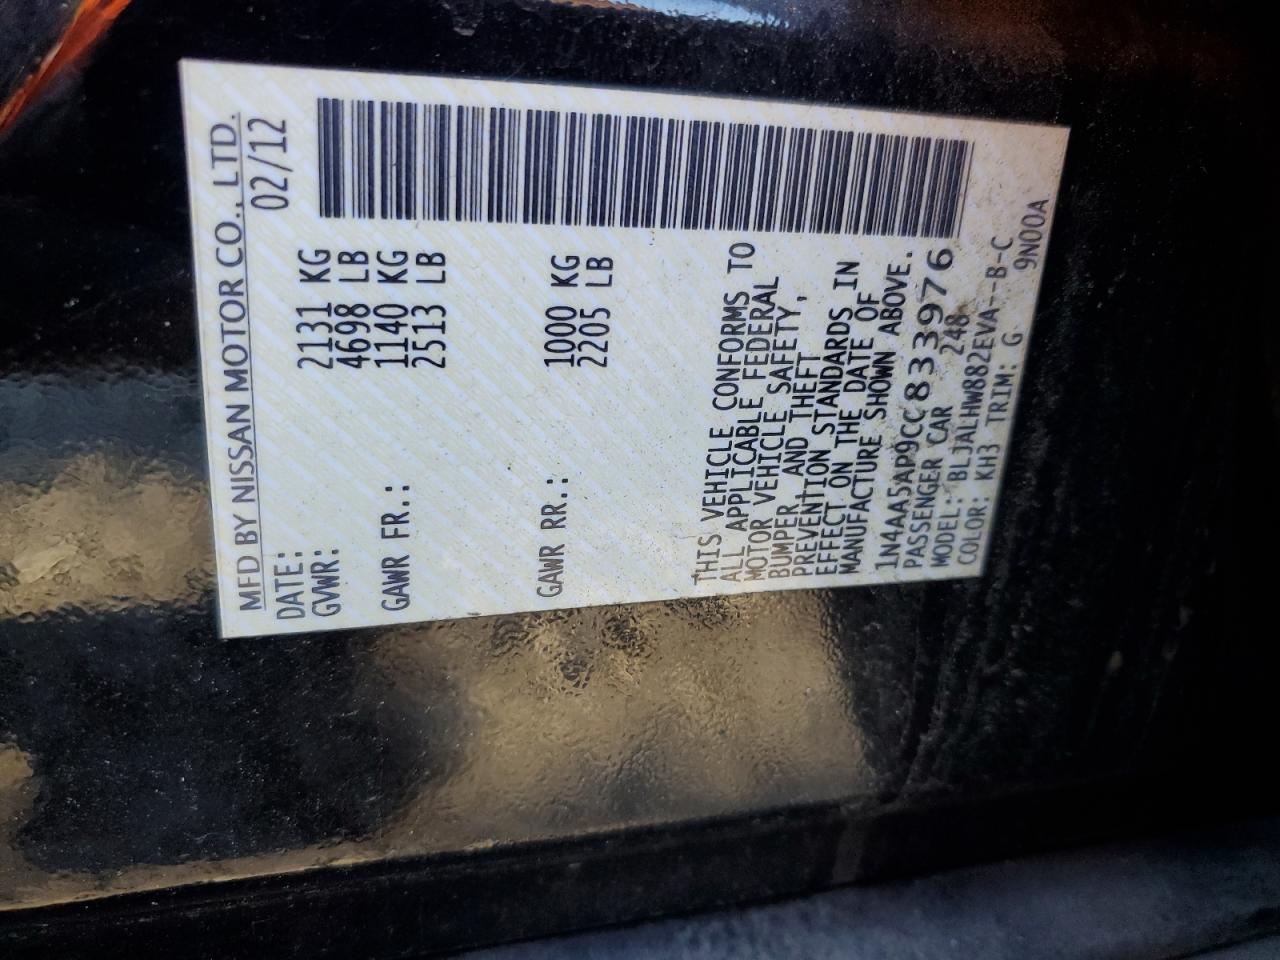 MFD BY NISSAN MOTOR CO., LTD.
DATE: 02/12
GVWR: 2131 KG
4698 LB
GAWR FR.: 1140 KG
2513 LB
GAWR RR.: 1000 KG
2205 LB
THIS VEHICLE CONFORMS TO
ALL APPLICABLE FEDERAL
MOTOR VEHICLE SAFETY,
BUMPER AND THEFT
PREVENTION STANDARDS IN
EFFECT ON THE DATE OF
MANUFACTURE SHOWN ABOVE.
1N4AA5AP9CC833976
PASSENGER CAR 248
MODEL: BLJALHW882EVA--B-C
COLOR: KH3 TRIM: G 9N00A